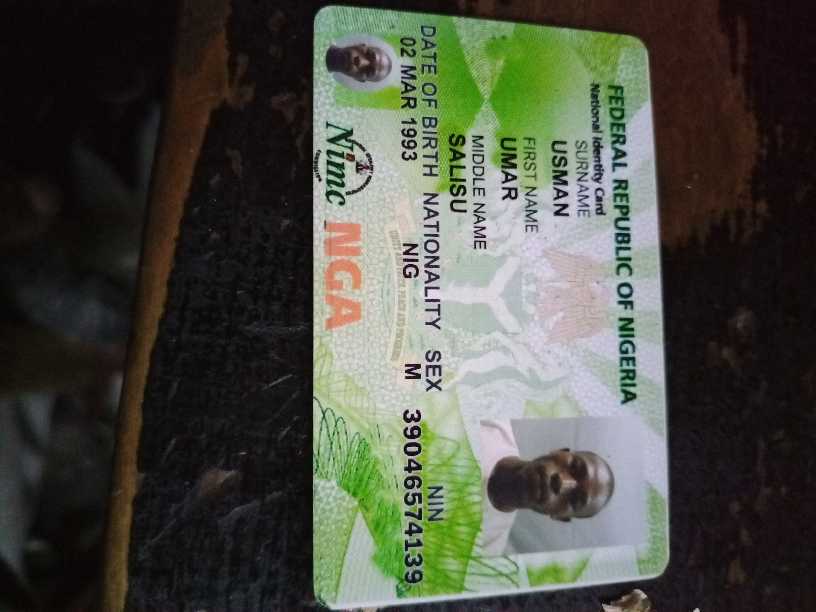 FEDERAL REPUBLIC OF NIGERIA
National Identity Card
SURNAME
USMAN
FIRST NAME
UMAR
MIDDLE NAME
SALISU
DATE OF BIRTH NATIONALITY SEX NIN
02 MAR 1993 NIG M 39046574139
Nimc NGA